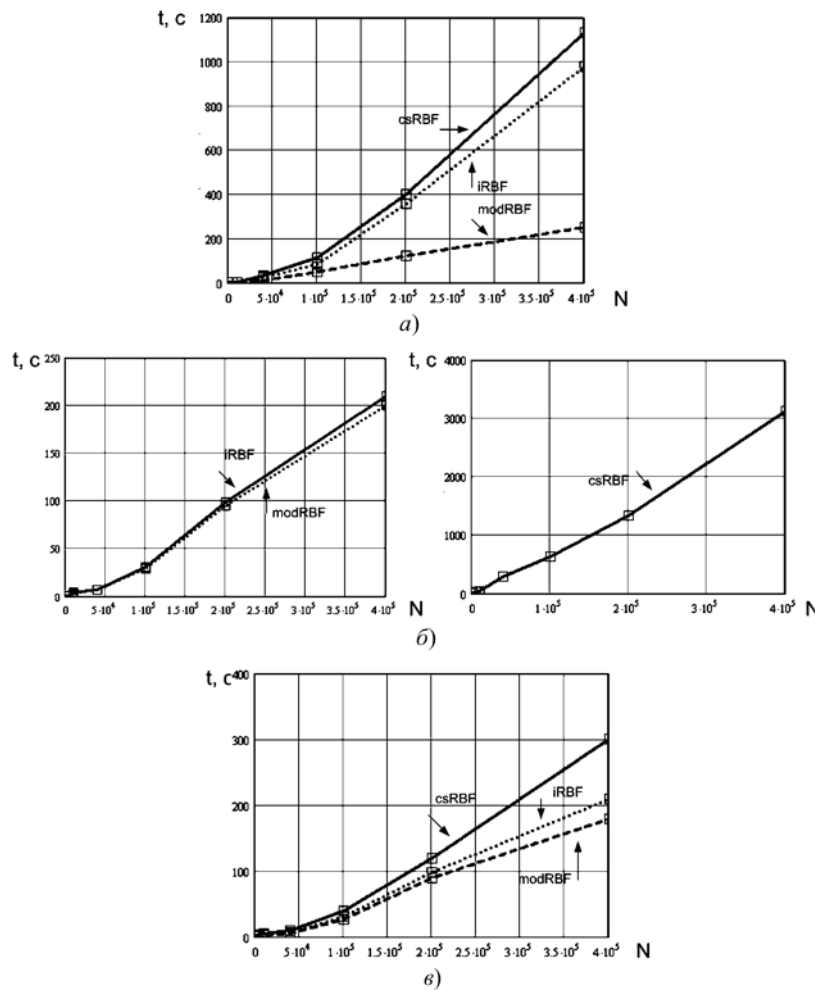 t, c
1200
1000
800
600
400
200
0
csRBF
iRBF
modRBF
0 5·10⁴ 1·10⁵ 1.5·10⁵ 2·10⁵ 2.5·10⁵ 3·10⁵ 3.5·10⁵ 4·10⁵ N
а)
t, c
250
200
150
100
50
0
iRBF
modRBF
0 5·10⁴ 1·10⁵ 1.5·10⁵ 2·10⁵ 2.5·10⁵ 3·10⁵ 3.5·10⁵ 4·10⁵ N
t, c
4000
3000
2000
1000
0
csRBF
0 1·10⁵ 2·10⁵ 3·10⁵ 4·10⁵ N
б)
t, c
400
300
200
100
0
csRBF
iRBF
modRBF
0 5·10⁴ 1·10⁵ 1.5·10⁵ 2·10⁵ 2.5·10⁵ 3·10⁵ 3.5·10⁵ 4·10⁵ N
в)